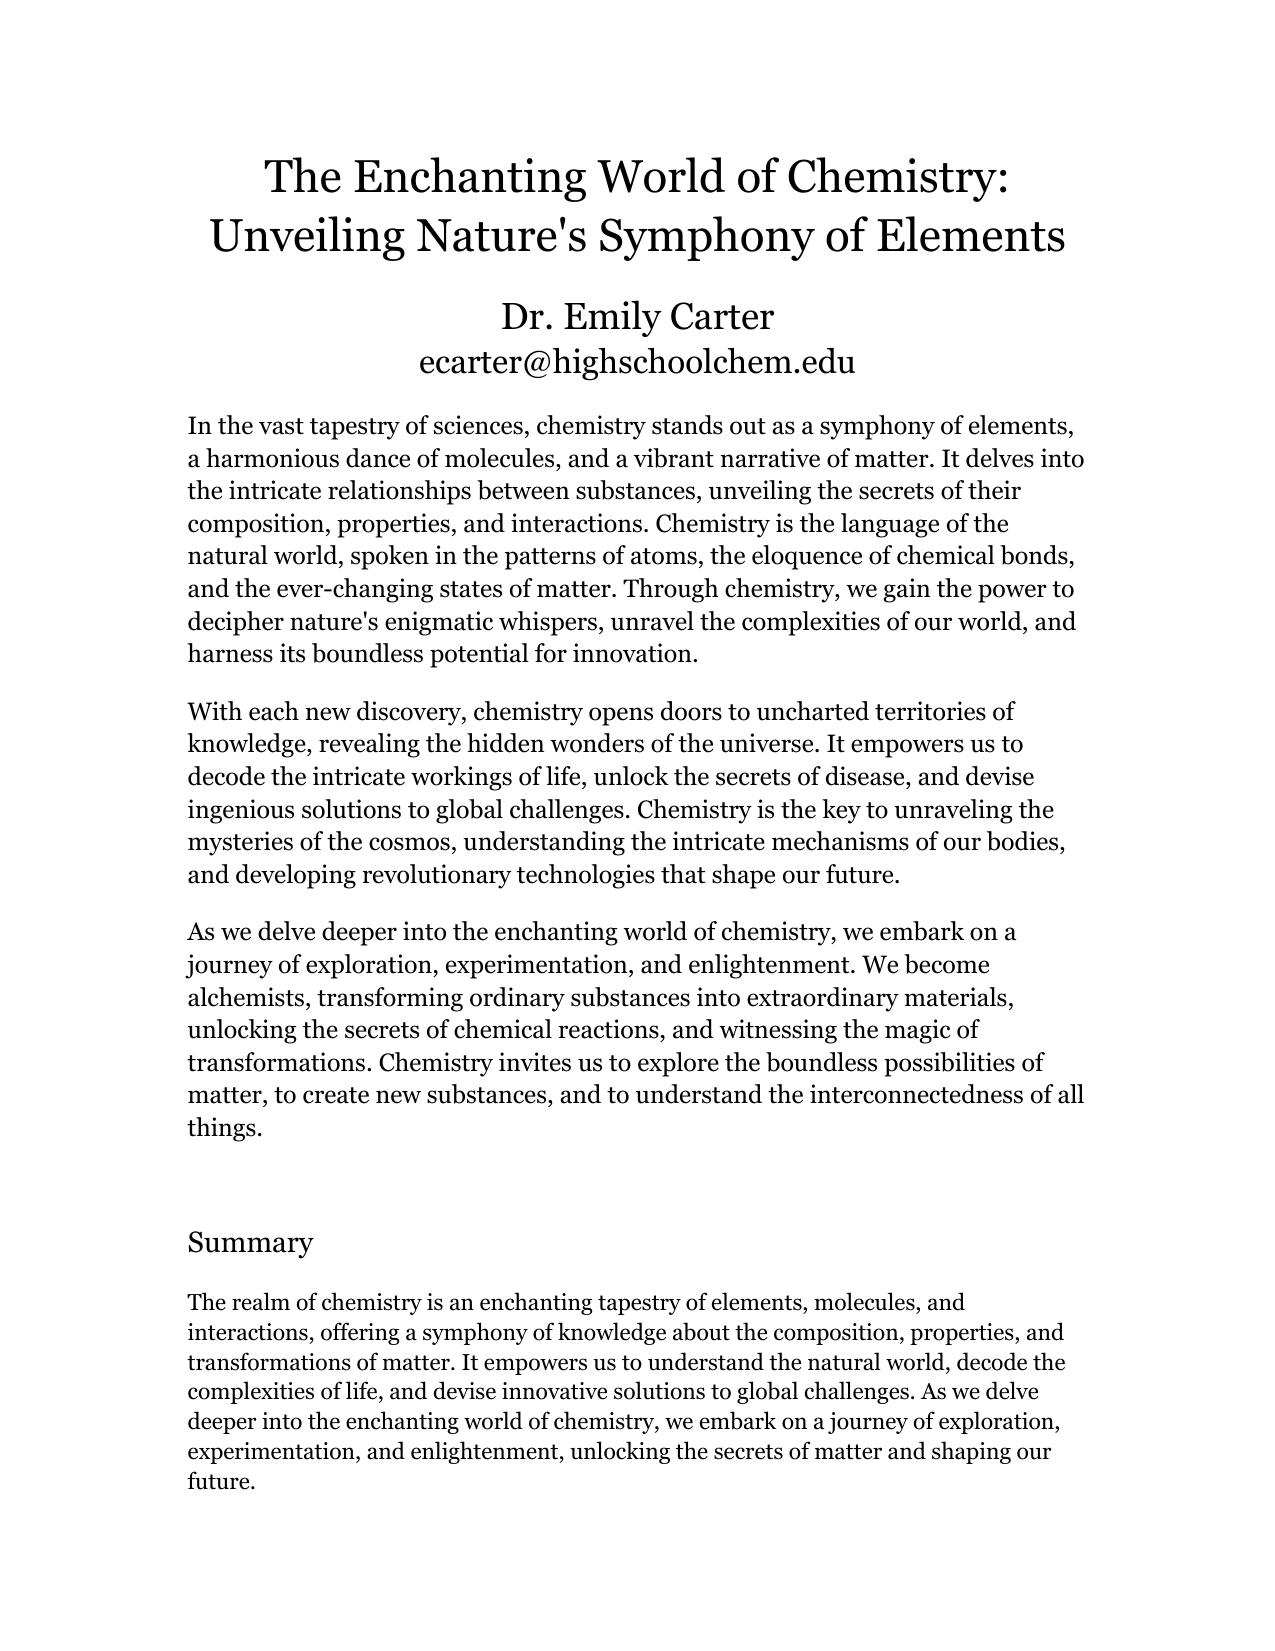 The Enchanting World of Chemistry:
Unveiling Nature's Symphony of Elements
Dr. Emily Carter
ecarter@highschoolchem.edu
In the vast tapestry of sciences, chemistry stands out as a symphony of elements,
a harmonious dance of molecules, and a vibrant narrative of matter. It delves into
the intricate relationships between substances, unveiling the secrets of their
composition, properties, and interactions. Chemistry is the language of the
natural world, spoken in the patterns of atoms, the eloquence of chemical bonds,
and the ever-changing states of matter. Through chemistry, we gain the power to
decipher nature's enigmatic whispers, unravel the complexities of our world, and
harness its boundless potential for innovation.
With each new discovery, chemistry opens doors to uncharted territories of
knowledge, revealing the hidden wonders of the universe. It empowers us to
decode the intricate workings of life, unlock the secrets of disease, and devise
ingenious solutions to global challenges. Chemistry is the key to unraveling the
mysteries of the cosmos, understanding the intricate mechanisms of our bodies,
and developing revolutionary technologies that shape our future.
As we delve deeper into the enchanting world of chemistry, we embark on a
journey of exploration, experimentation, and enlightenment. We become
alchemists, transforming ordinary substances into extraordinary materials,
unlocking the secrets of chemical reactions, and witnessing the magic of
transformations. Chemistry invites us to explore the boundless possibilities of
matter, to create new substances, and to understand the interconnectedness of all
things.
Summary
The realm of chemistry is an enchanting tapestry of elements, molecules, and
interactions, offering a symphony of knowledge about the composition, properties, and
transformations of matter. It empowers us to understand the natural world, decode the
complexities of life, and devise innovative solutions to global challenges. As we delve
deeper into the enchanting world of chemistry, we embark on a journey of exploration,
experimentation, and enlightenment, unlocking the secrets of matter and shaping our
future.